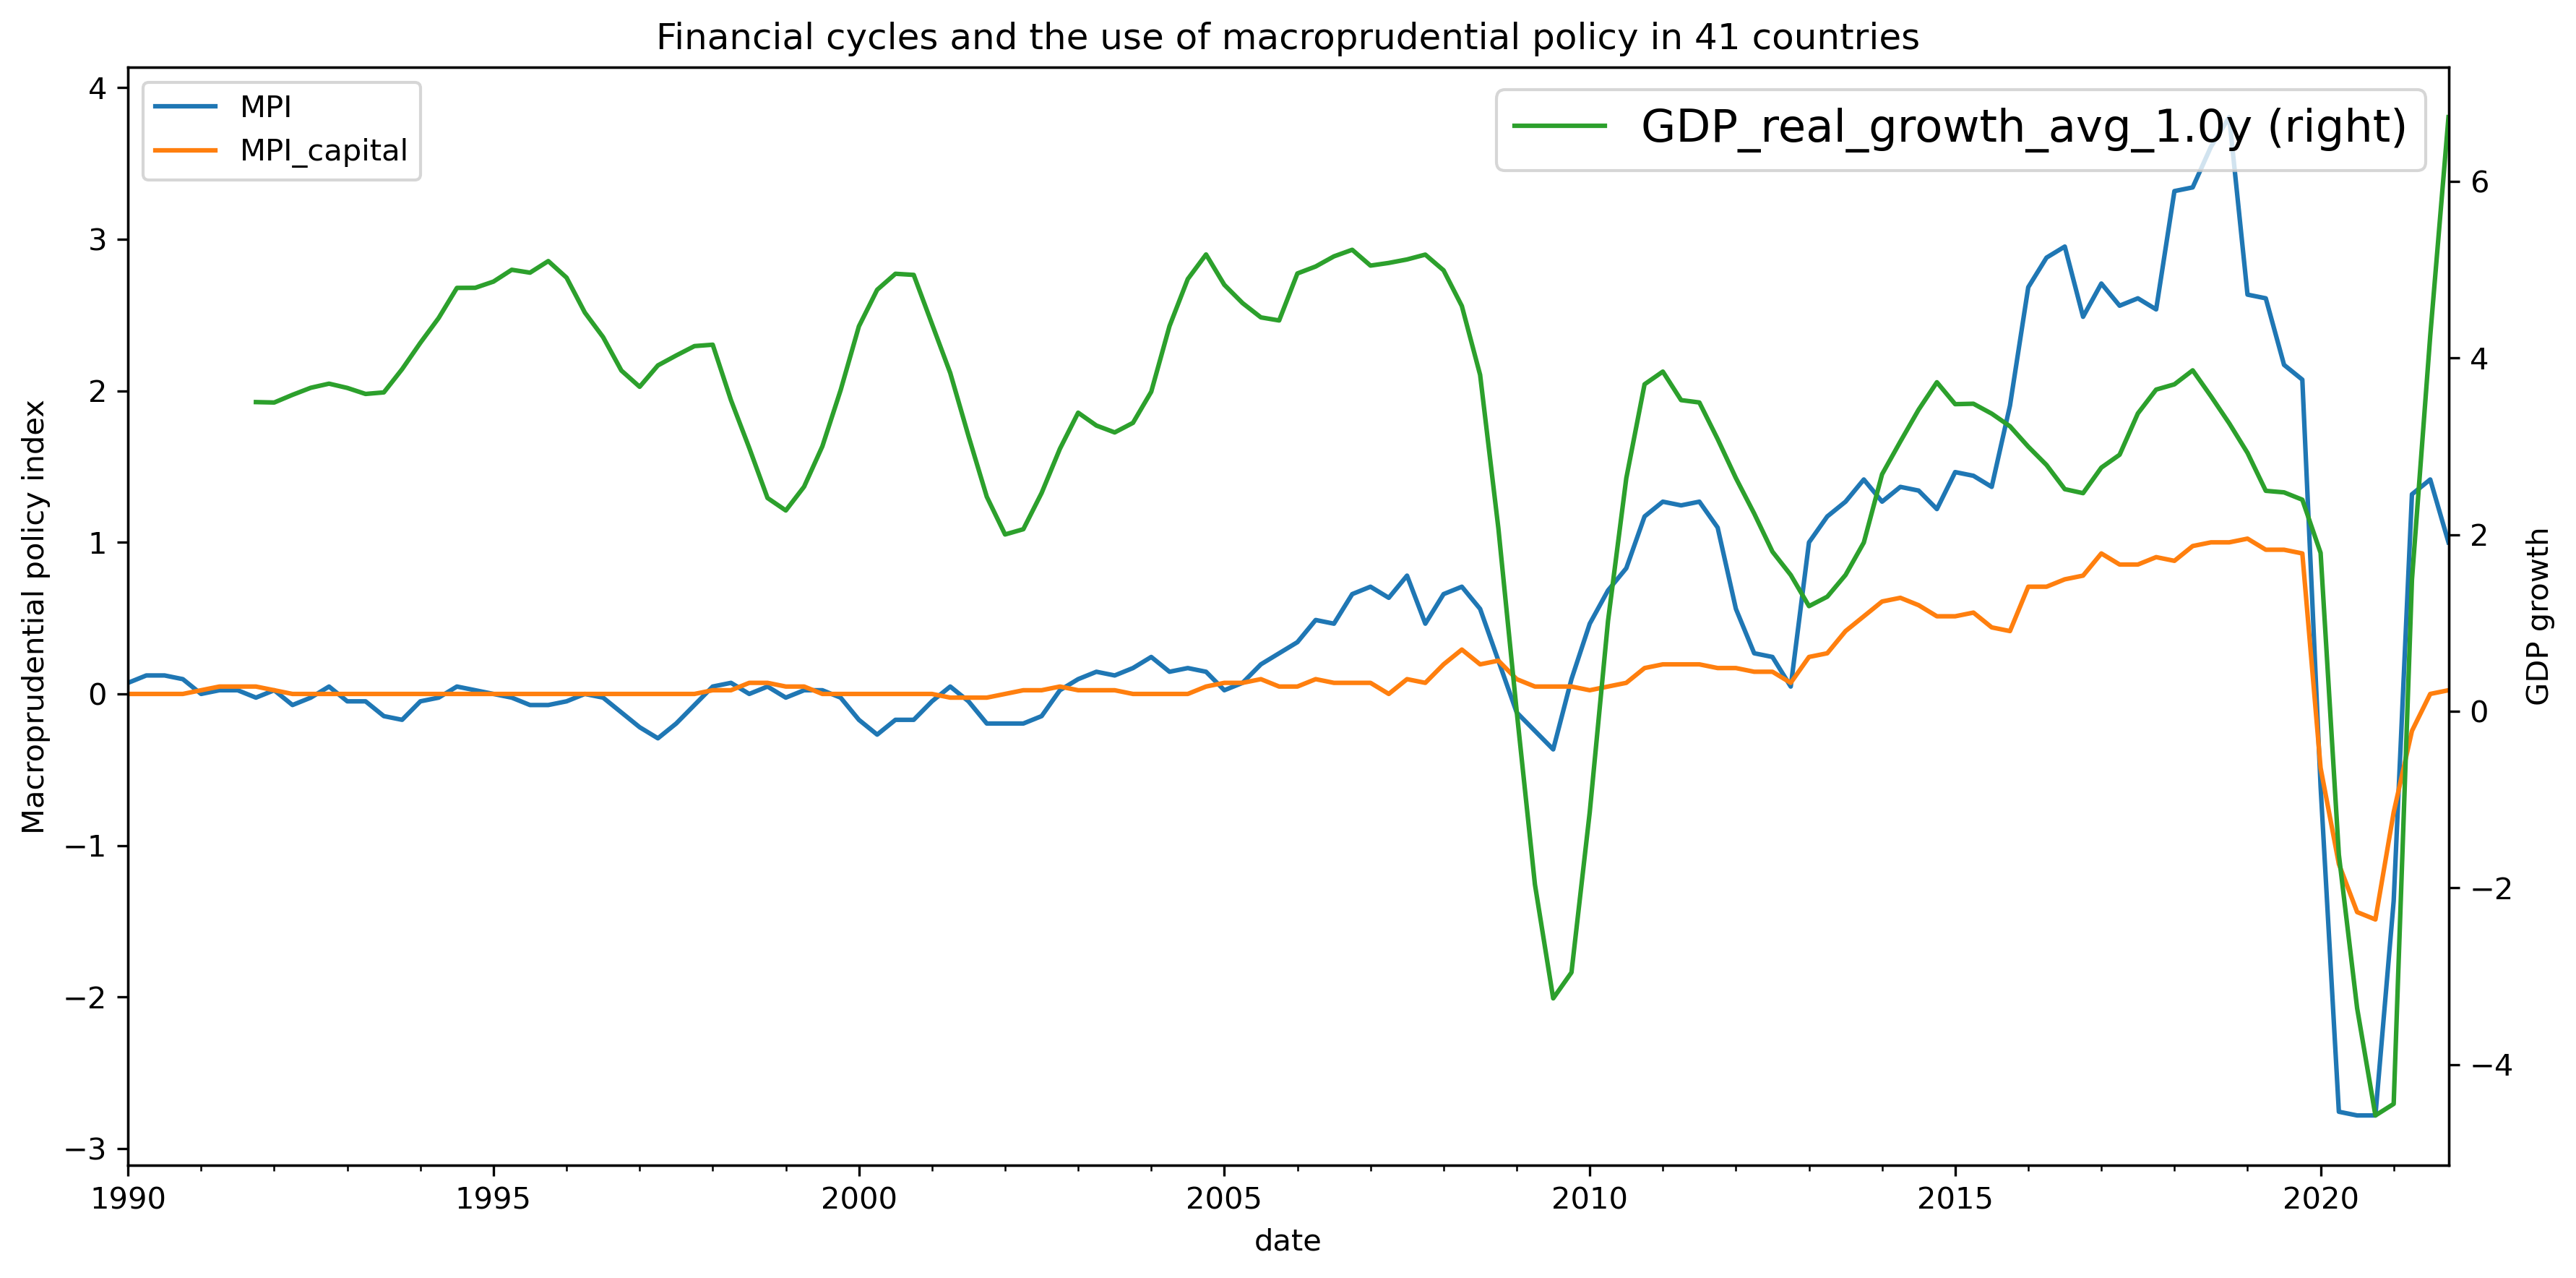 Financial cycles and the use of macroprudential policy in 41 countries
MPI
MPI_capital
GDP_real_growth_avg_1.0y (right)
Macroprudential policy index
4
3
2
1
0
−1
−2
−3
6
4
2
0
−2
−4
GDP growth
1990 1995 2000 2005 2010 2015 2020
date